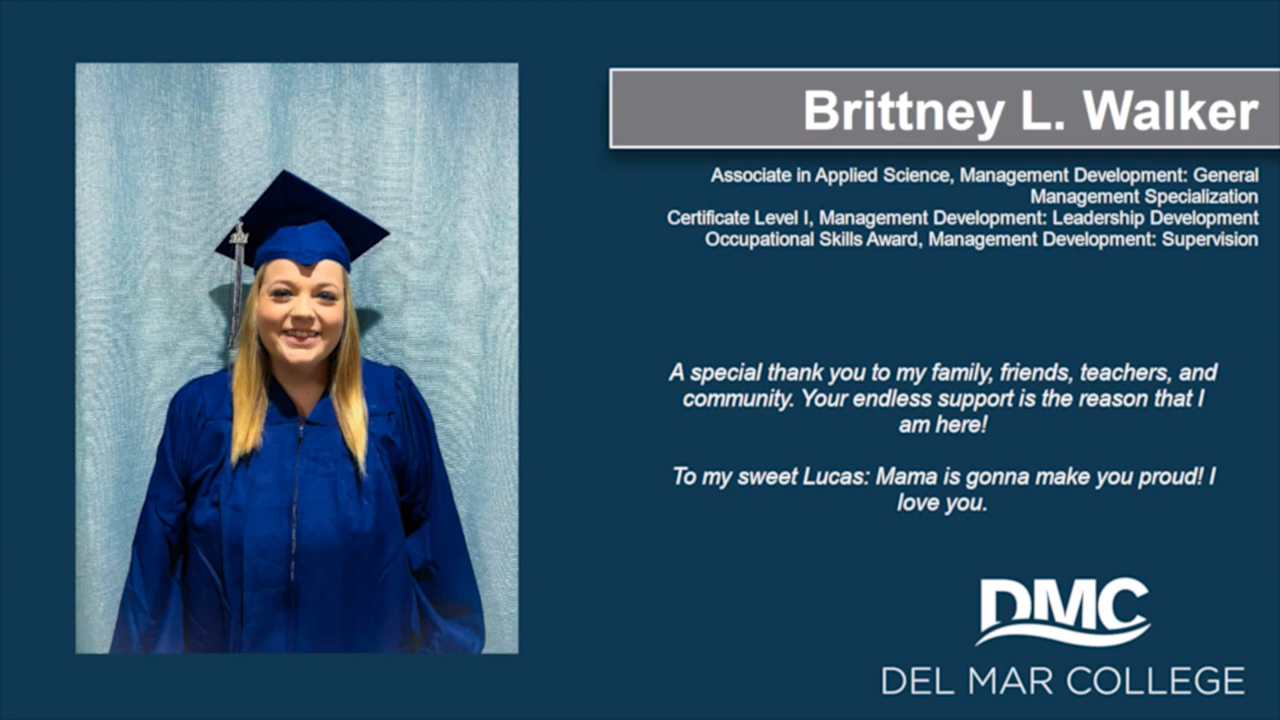 Brittney L. Walker
Associate in Applied Science, Management Development: General
Management Specialization
Certificate Level I, Management Development: Leadership Development
Occupational Skills Award, Management Development: Supervision
A special thank you to my family, friends, teachers, and
community. Your endless support is the reason that I
am here!
To my sweet Lucas: Mama is gonna make you proud! I
love you.
DMC
DEL MAR COLLEGE